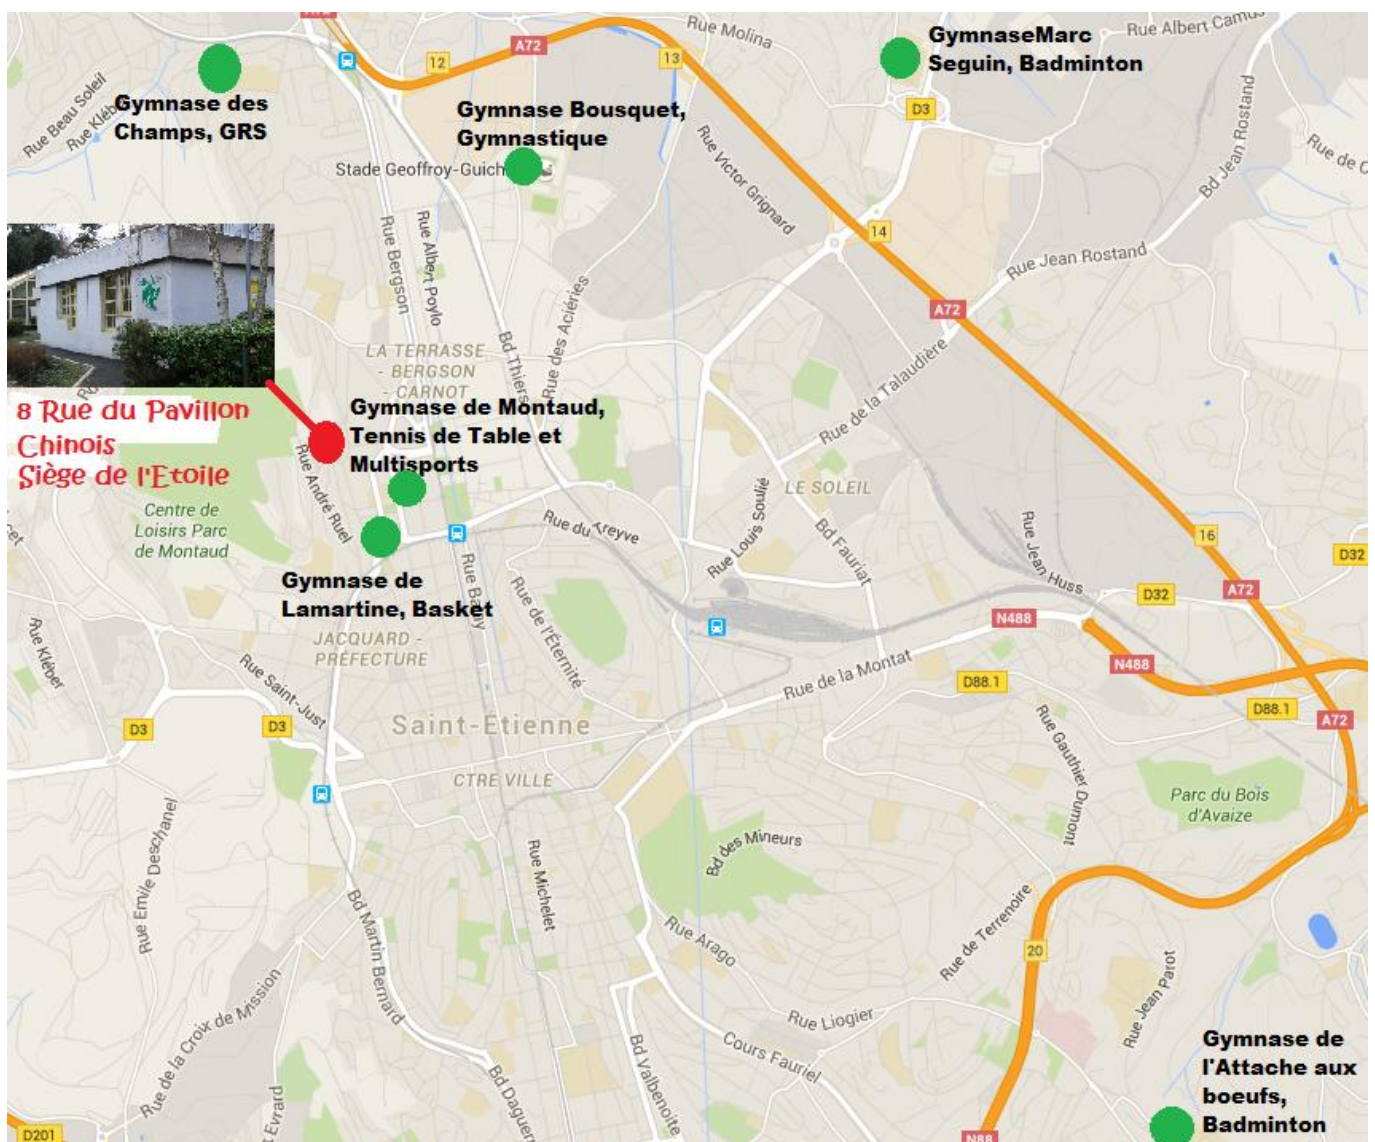 A72
12
A72
13
Rue Molina
GymnaseMarc
Seguin, Badminton
Rue Albert Camus
D3
Gymnase des
Champs, GRS
Rue Beau Soleil
Rue Kléber
Gymnase Bousquet,
Gymnastique
Stade Geoffroy-Guich
Rue Victor Grignard
Bd Jean Rostand
Rue de
14
Rue Jean Rostand
Rue Bergson
Rue Albert Poylo
Rue des Aciéries
Bd Thiers
A72
LA TERRASSE
- BERGSON
- CARNOT
Rue de la Talaudière
8 Rue du Pavillon
Chinois
Siège de l'Etoile
Gymnase de Montaud,
Tennis de Table et
Multisports
Rue André Ruel
Centre de
Loisirs Parc
de Montaud
LE SOLEIL
Rue Louis Soulié
Bd Fauriat
Rue du Treyve
Rue Jean Huss
16
D32
A72
D32
N488
N488
Gymnase de
Lamartine, Basket
Rue Balay
Rue de l'Éternité
JACQUARD -
PRÉFECTURE
Rue Kléber
Rue Saint-Just
Rue de la Montat
D88.1
D88.1
A72
D3
D3
Saint-Étienne
CTRE VILLE
Rue Gauthier Dumont
Parc du Bois
d'Avaize
Rue Emile Deschanel
Bd des Mineurs
Rue Michelet
Bd Martin Bernard
Rue Arago
Rue de Terrenoire
20
Rue Jean Parot
Rue de la Croix de Mission
Rue Liogier
Cours Fauriel
Bd Valbenoite
Bd Daguerr
Gymnase de
l'Attache aux
boeufs,
Badminton
D201
N88